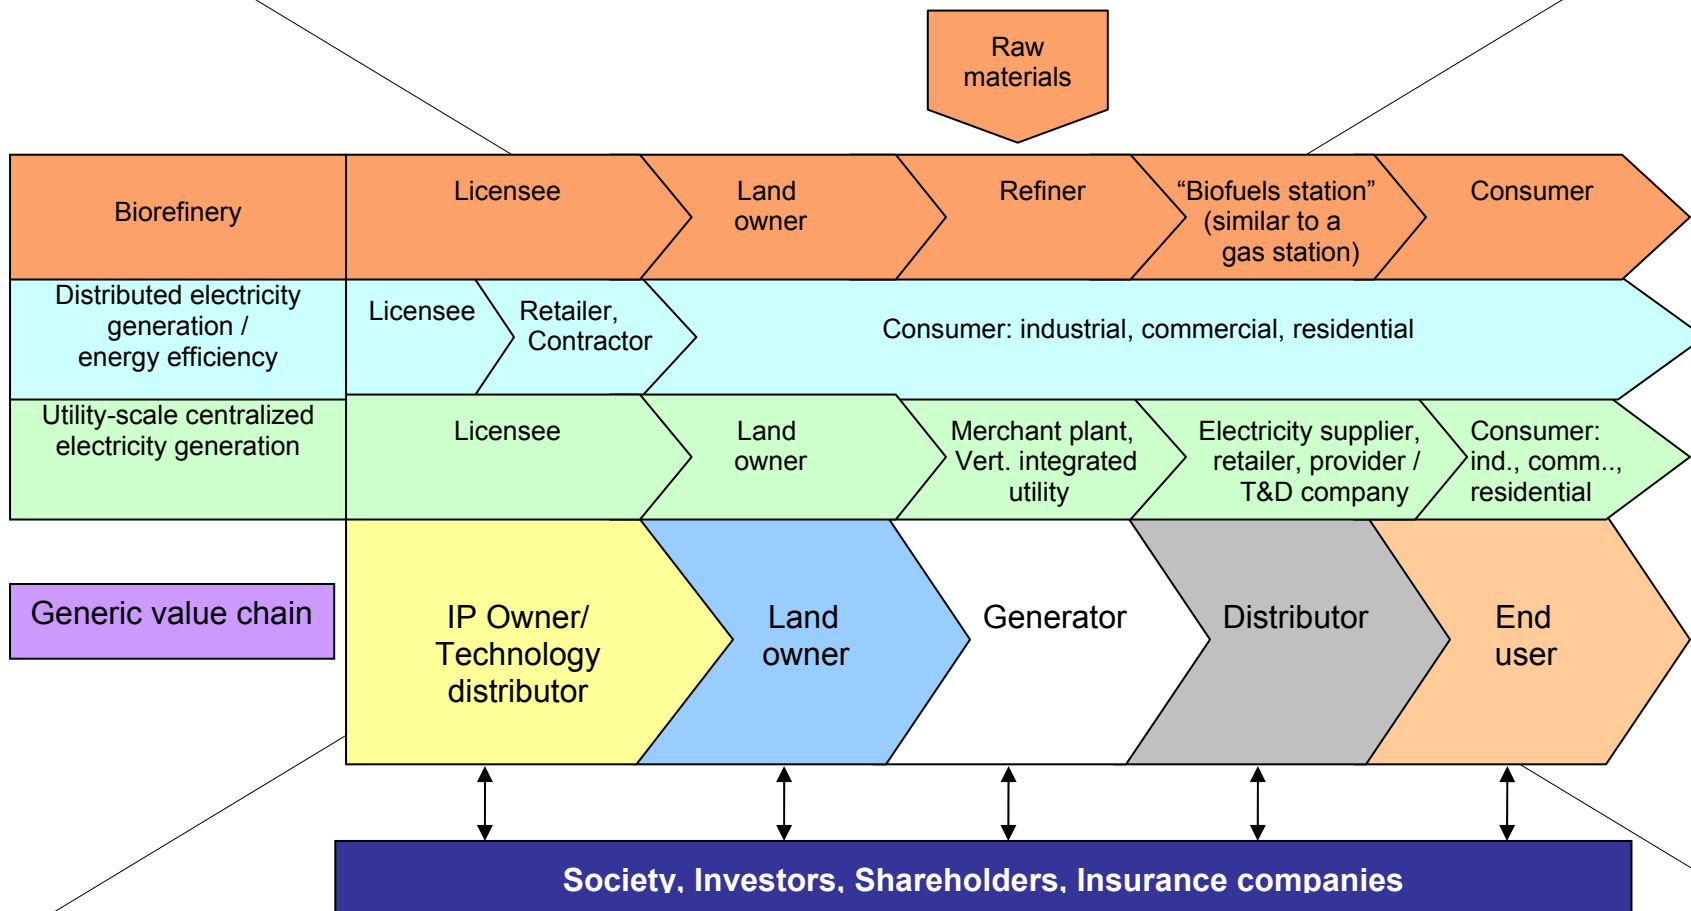 Raw
materials
Biorefinery
Licensee
Land
owner
Refiner
“Biofuels station”
(similar to a
gas station)
Consumer
Distributed electricity
generation /
energy efficiency
Licensee
Retailer,
Contractor
Consumer: industrial, commercial, residential
Utility-scale centralized
electricity generation
Licensee
Land
owner
Merchant plant,
Vert. integrated
utility
Electricity supplier,
retailer, provider /
T&D company
Consumer:
ind., comm..,
residential
Generic value chain
IP Owner/
Technology
distributor
Land
owner
Generator
Distributor
End
user
Society, Investors, Shareholders, Insurance companies